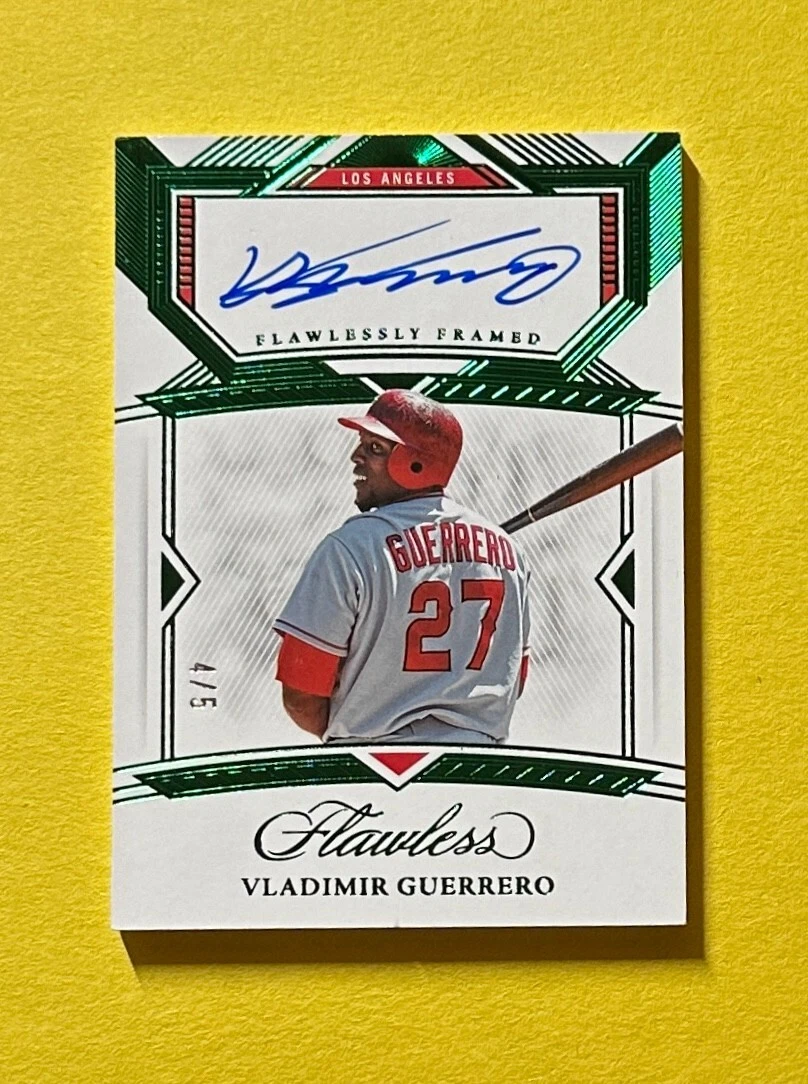 LOS ANGELES
FLAWLESSLY FRAMED
GUERRERO
27
4/5
Flawless
VLADIMIR GUERRERO